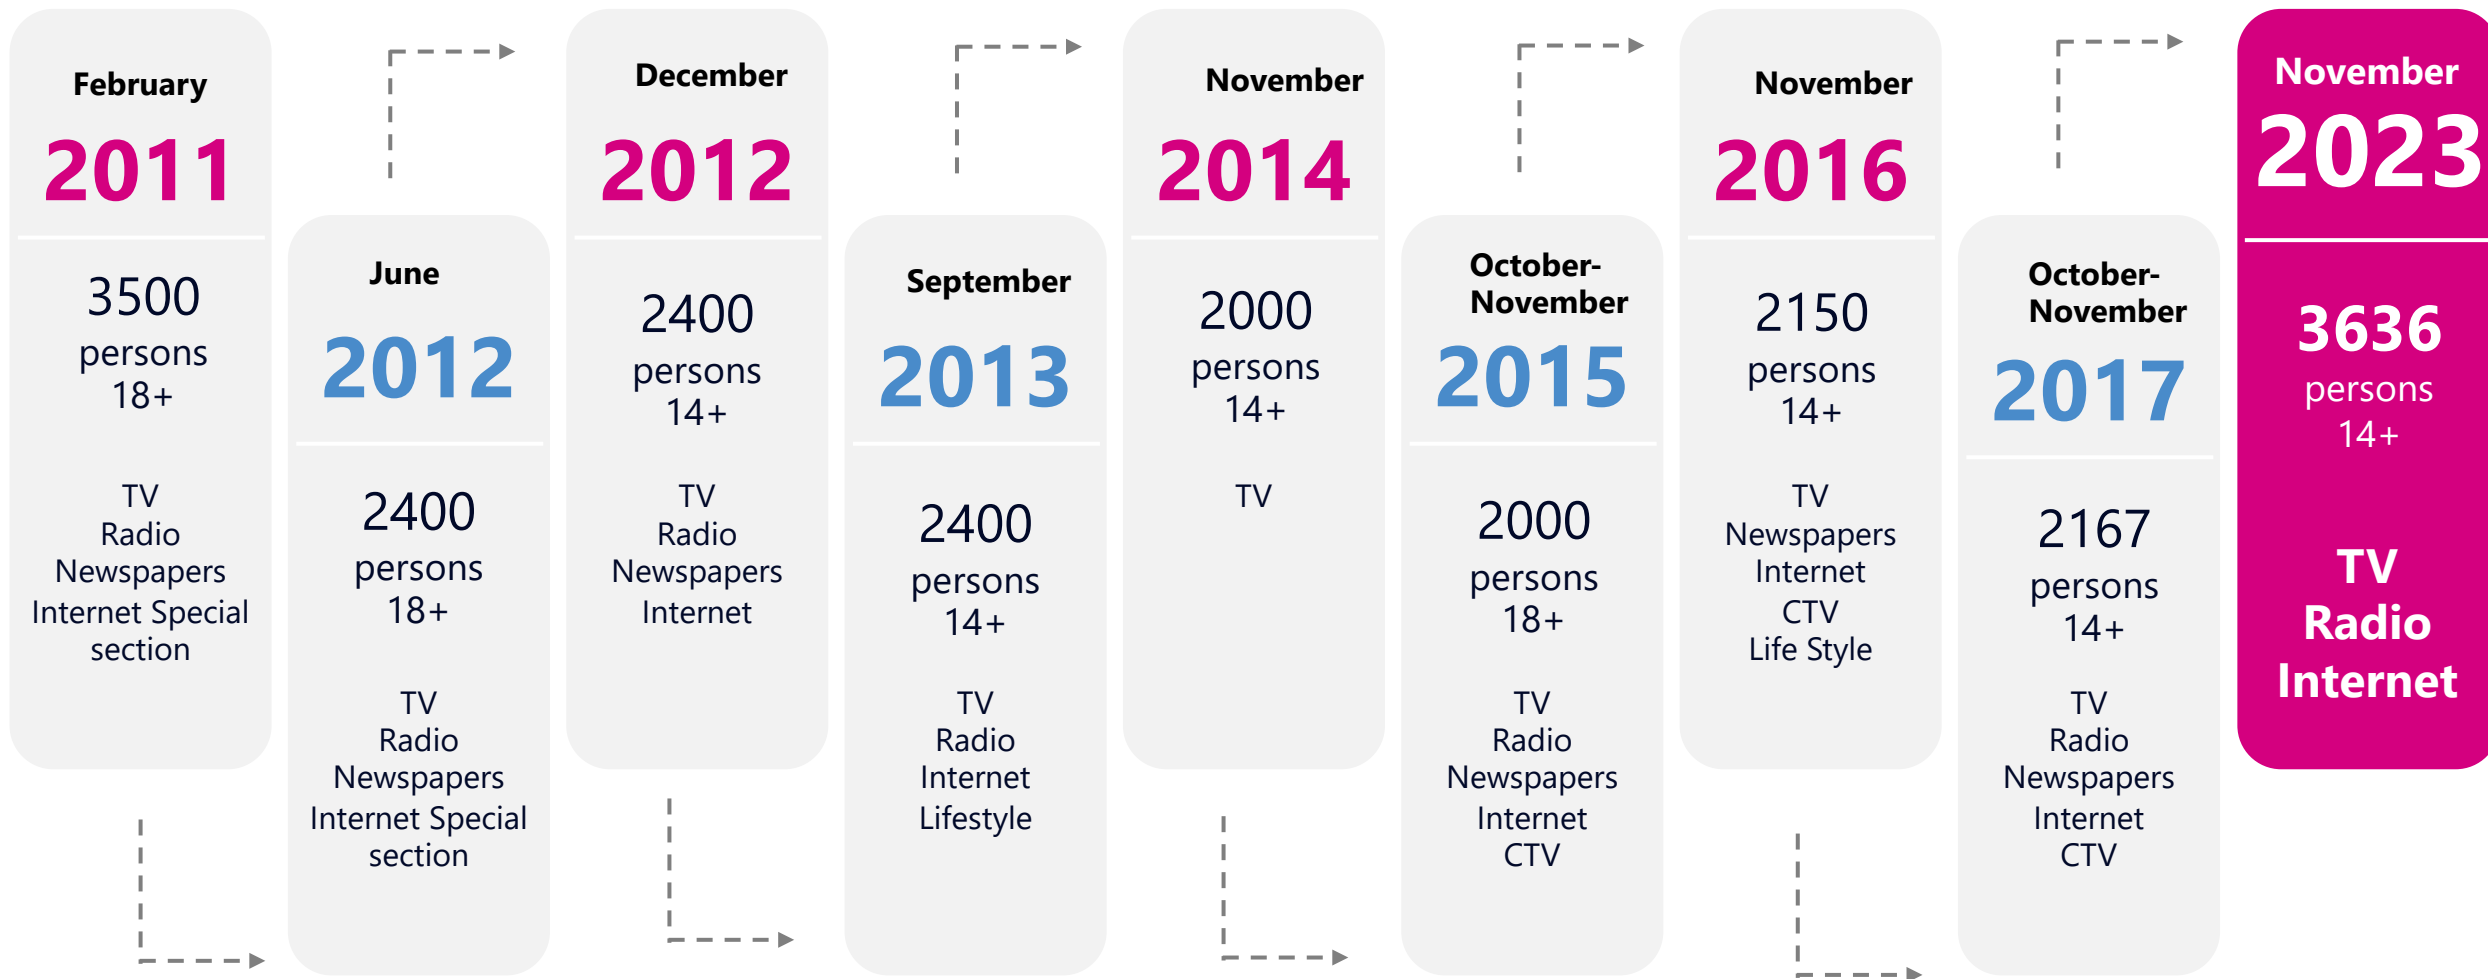 February
2011
3500
persons
18+
TV
Radio
Newspapers
Internet Special
section
June
2012
2400
persons
18+
TV
Radio
Newspapers
Internet Special
section
December
2012
2400
persons
14+
TV
Radio
Newspapers
Internet
September
2013
2400
persons
14+
TV
Radio
Internet
Lifestyle
November
2014
2000
persons
14+
TV
October-
November
2015
2000
persons
18+
TV
Radio
Newspapers
Internet
CTV
November
2016
2150
persons
14+
TV
Newspapers
Internet
CTV
Life Style
October-
November
2017
2167
persons
14+
TV
Radio
Newspapers
Internet
CTV
November
2023
3636
persons
14+
TV
Radio
Internet